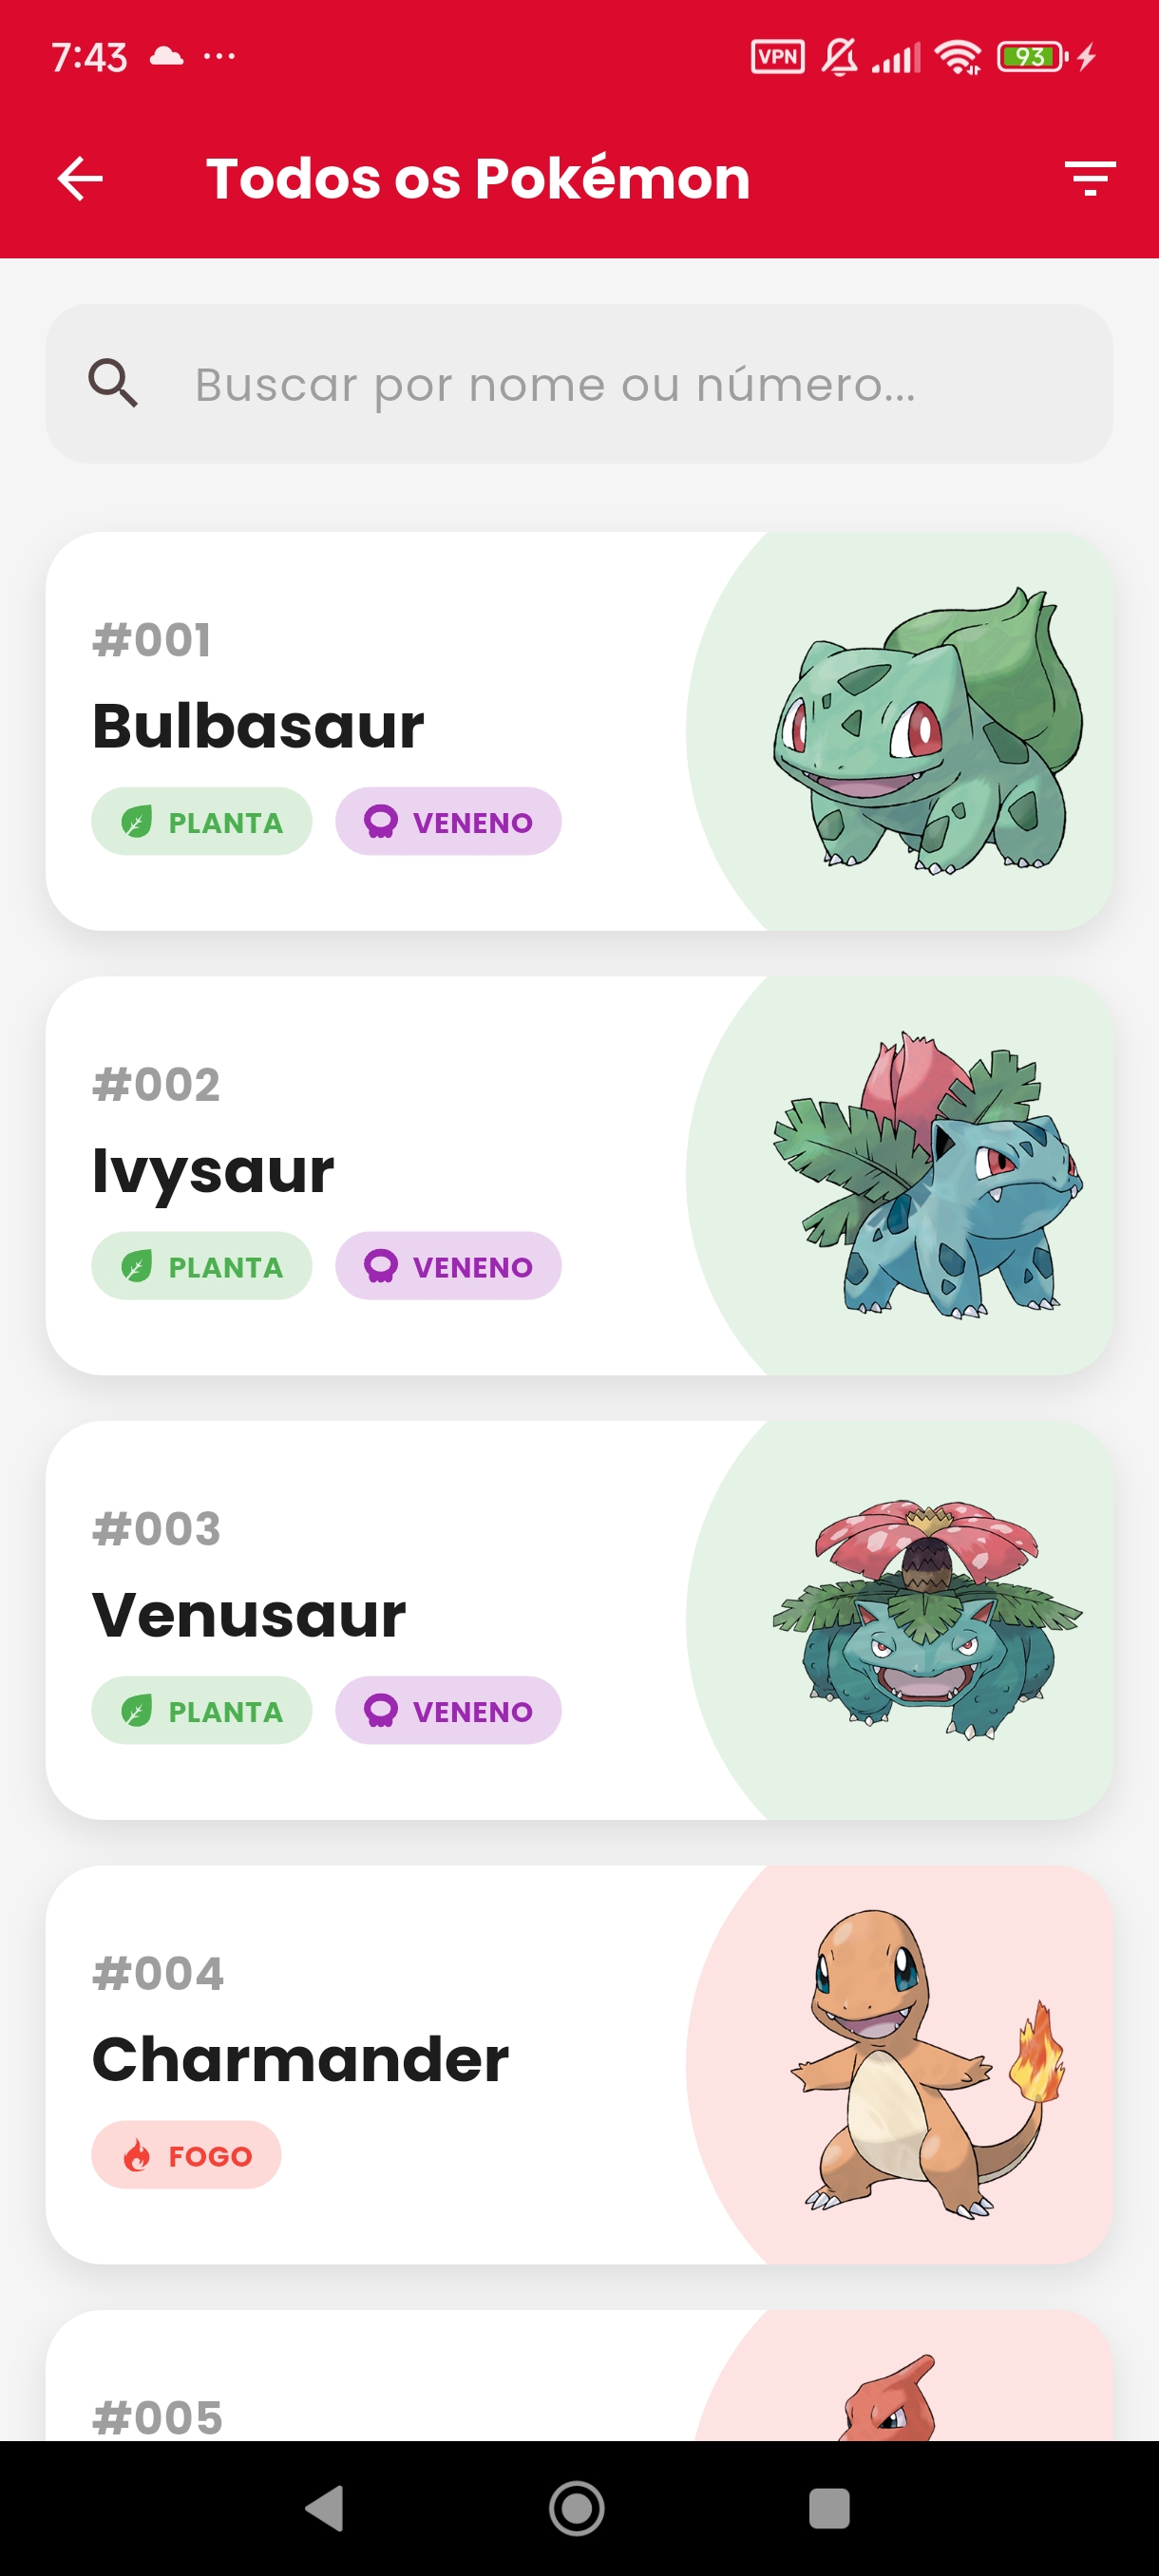 7:43
VPN
93
Todos os Pokémon
Buscar por nome ou número...
#001
Bulbasaur
PLANTA VENENO
#002
Ivysaur
PLANTA VENENO
#003
Venusaur
PLANTA VENENO
#004
Charmander
FOGO
#005